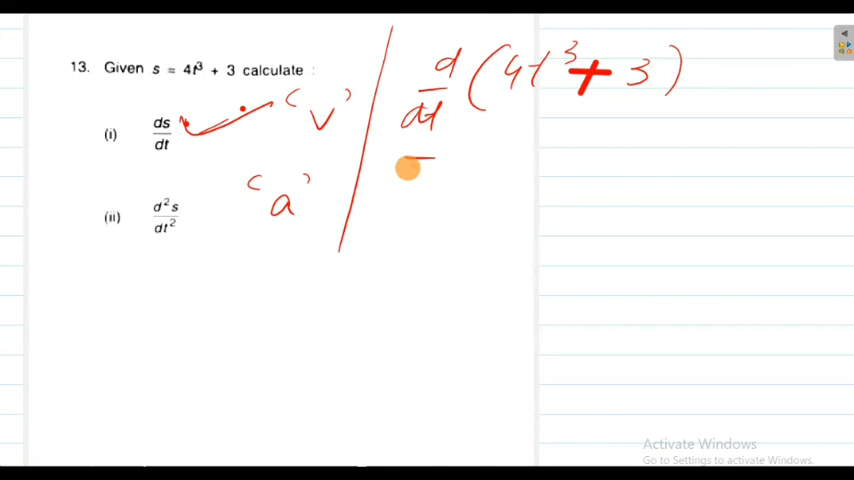 13. Given s = 4t³ + 3 calculate :
(i) ds/dt
'v'
(ii) d²s/dt²
'a'
d/dt (4t³ + 3)
Activate Windows
Go to Settings to activate Windows.